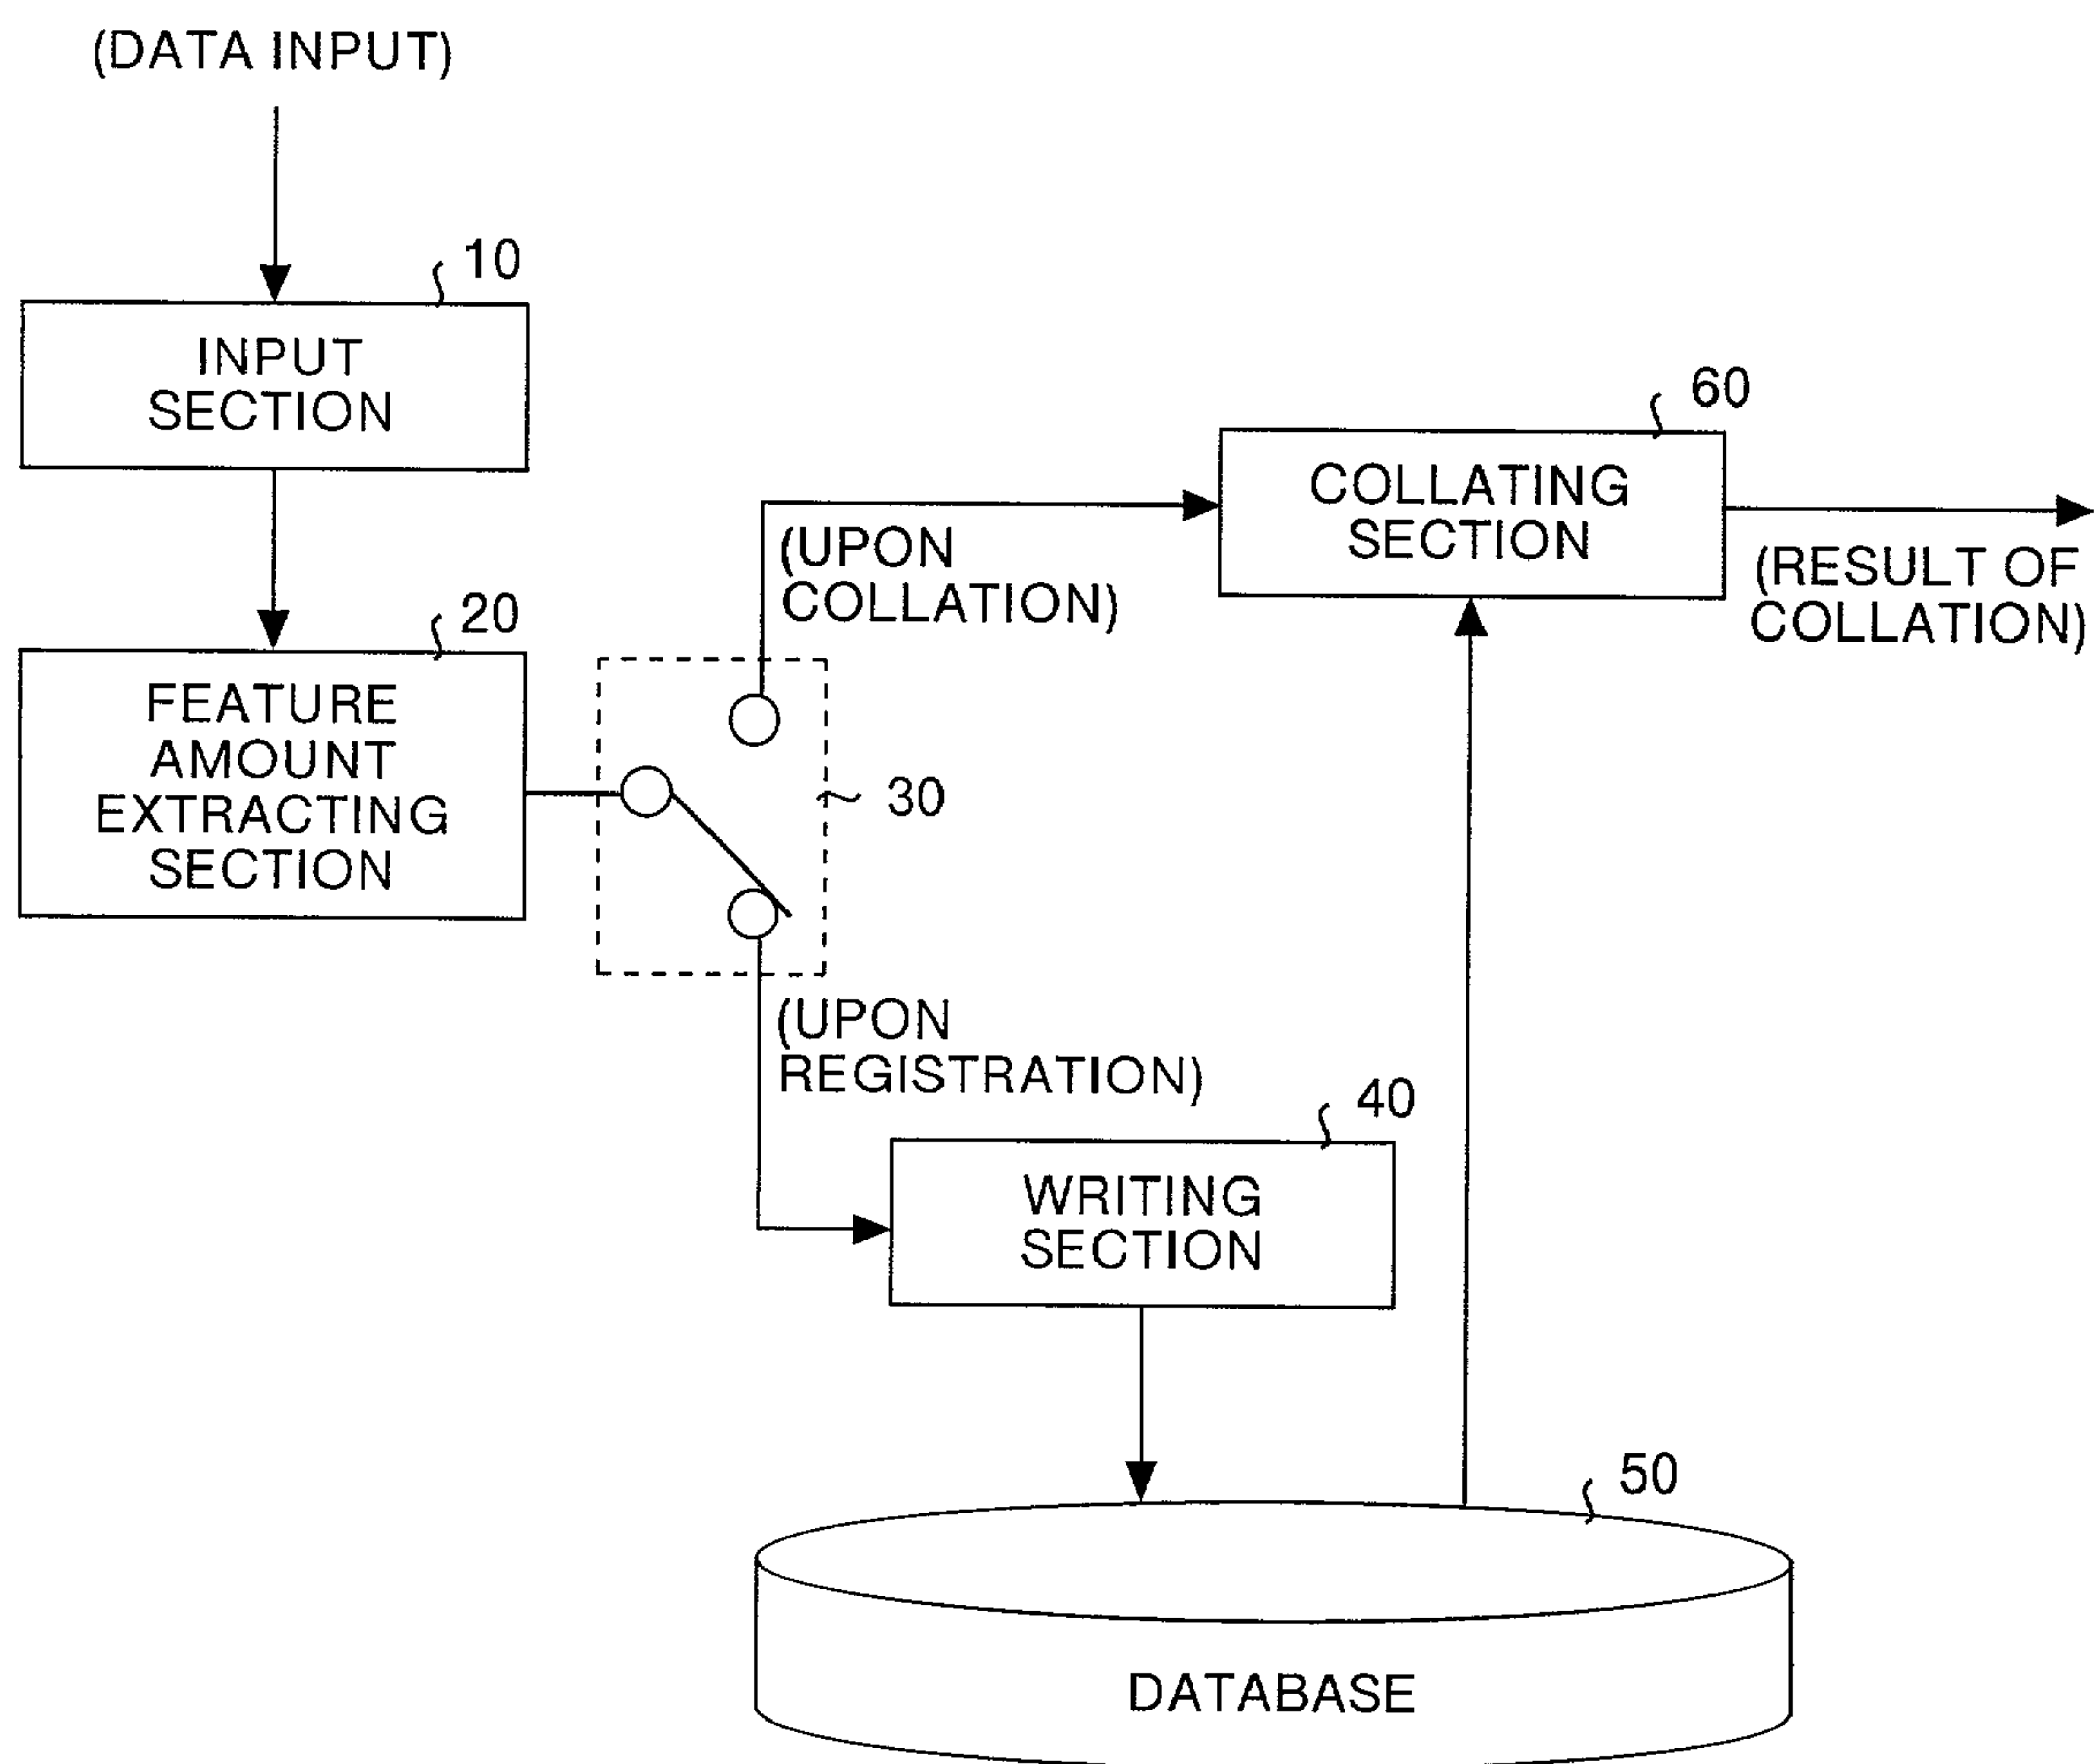 (DATA INPUT)
10
INPUT
SECTION
20
FEATURE
AMOUNT
EXTRACTING
SECTION
30
(UPON
COLLATION)
60
COLLATING
SECTION
(RESULT OF
COLLATION)
(UPON
REGISTRATION)
40
WRITING
SECTION
50
DATABASE